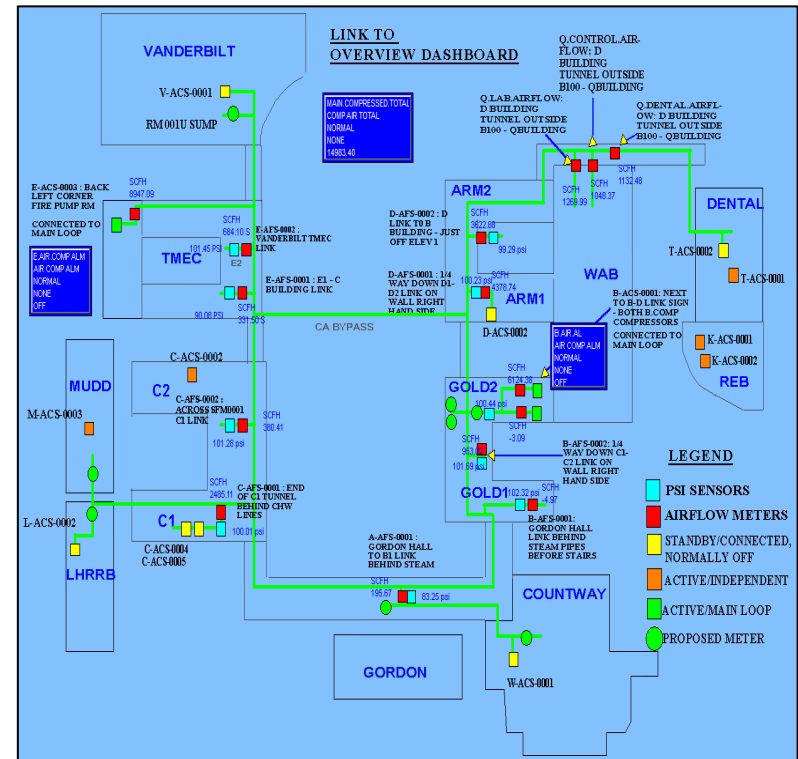 LINK TO
OVERVIEW DASHBOARD
VANDERBILT
V-ACS-0001
RM 001U SUMP
MAIN.COMPRESSED.TOTAL
COMP AIR TOTAL
NORMAL
NONE
14983.40
Q.CONTROL.AIR-
FLOW: D
BUILDING
TUNNEL OUTSIDE
B100 - QBUILDING
Q.LAB.AIRFLOW:
D BUILDING
TUNNEL OUTSIDE
B100 - QBUILDING
Q.DENTAL.AIRFL-
OW: D BUILDING
TUNNEL OUTSIDE
B100 - QBUILDING
SCFH
1269.99
SCFH
1048.37
SCFH
1132.48
E-ACS-0003 : BACK
LEFT CORNER
FIRE PUMP RM
CONNECTED TO
MAIN LOOP
SCFH
8947.09
E.AIR.COMP.ALM
AIR COMP ALM
NORMAL
NONE
OFF
TMEC
SCFH
684.10 S
101.45 PSI
E2
E-AFS-0002 :
VANDERBILT TMEC
LINK
E-AFS-0001 : E1 - C
BUILDING LINK
90.08 PSI
SCFH
331.50 S
CA BYPASS
ARM2
D-AFS-0002 : D
LINK T0 B
BUILDING - JUST
OFF ELEV 1
SCFH
3622.88
99.29 psi
D-AFS-0001 : 1/4
WAY DOWN D1-
D2 LINK ON
WALL RIGHT
HAND SIDE
100.23 psi
SCFH
4378.74
ARM1
D-ACS-0002
WAB
DENTAL
T-ACS-0002
T-ACS-0001
K-ACS-0001
K-ACS-0002
REB
B-ACS-0001: NEXT
TO B-D LINK SIGN
- BOTH B.COMP
COMPRESSORS
CONNECTED TO
MAIN LOOP
B.AIR.AL
AIR COMP ALM
NORMAL
NONE
OFF
GOLD2
SCFH
6124.38
100.44 psi
SCFH
-3.09
SCFH
101.69 psi
B-AFS-0002: 1/4
WAY DOWN C1-
C2 LINK ON
WALL RIGHT
HAND SIDE
GOLD1
102.32 psi
SCFH
-4.97
B-AFS-0001:
GORDON HALL
LINK BEHIND
STEAM PIPES
BEFORE STAIRS
MUDD
M-ACS-0003
L-ACS-0002
LHRRB
C-ACS-0002
C2
C-AFS-0002 :
ACROSS SFM0001
C1 LINK
SCFH
380.41
101.28 psi
SCFH
2485.11
C-AFS-0001 : END
OF C1 TUNNEL
BEHIND CHW
LINES
C1
100.01 psi
C-ACS-0004
C-ACS-0005
A-AFS-0001 :
GORDON HALL
TO B1 LINK
BEHIND STEAM
SCFH
195.67
83.25 psi
GORDON
COUNTWAY
W-ACS-0001
LEGEND
PSI SENSORS
AIRFLOW METERS
STANDBY/CONNECTED,
NORMALLY OFF
ACTIVE/INDEPENDENT
ACTIVE/MAIN LOOP
PROPOSED METER